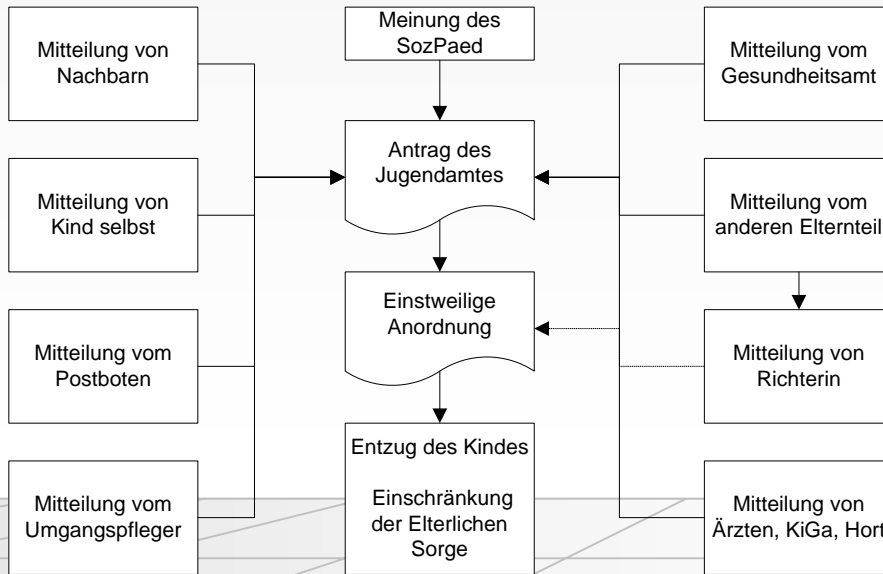 Mitteilung von
Nachbarn
Meinung des
SozPaed
Mitteilung vom
Gesundheitsamt
Antrag des
Jugendamtes
Mitteilung von
Kind selbst
Mitteilung vom
anderen Elternteil
Einstweilige
Anordnung
Mitteilung vom
Postboten
Mitteilung von
Richterin
Entzug des Kindes
Einschränkung
der Elterlichen
Sorge
Mitteilung vom
Umgangspfleger
Mitteilung von
Ärzten, KiGa, Hort